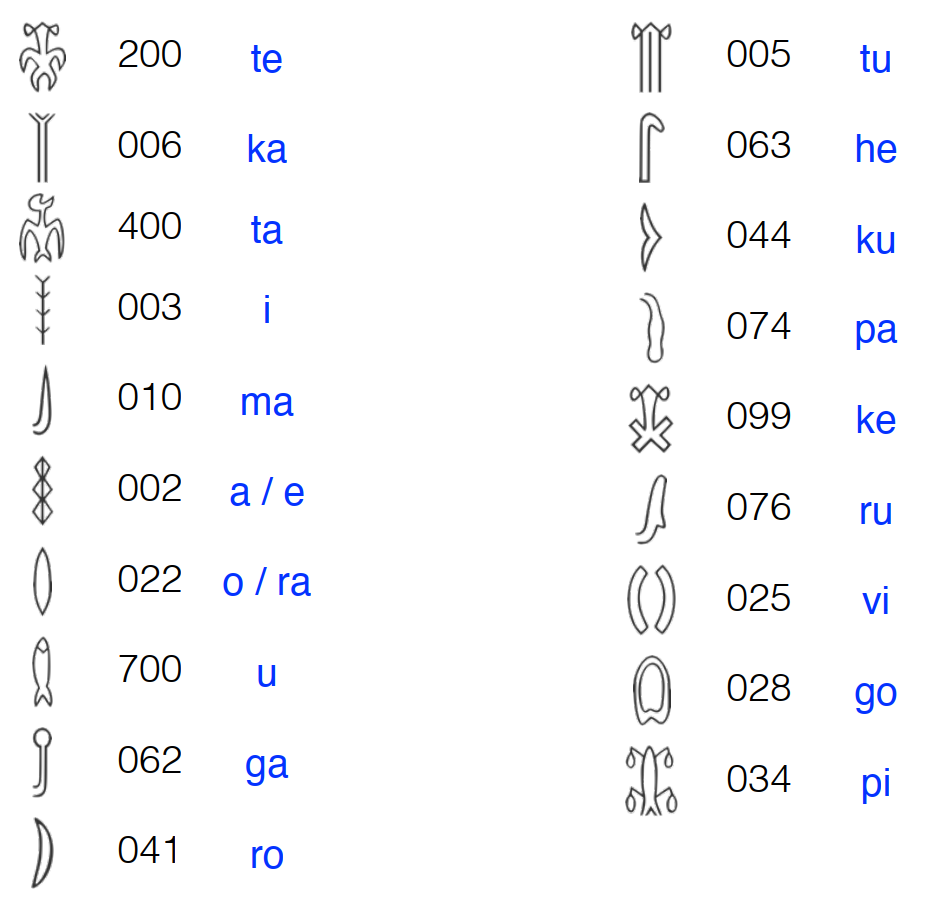 200 te
006 ka
400 ta
003 i
010 ma
002 a / e
022 o / ra
700 u
062 ga
041 ro
005 tu
063 he
044 ku
074 pa
099 ke
076 ru
025 vi
028 go
034 pi